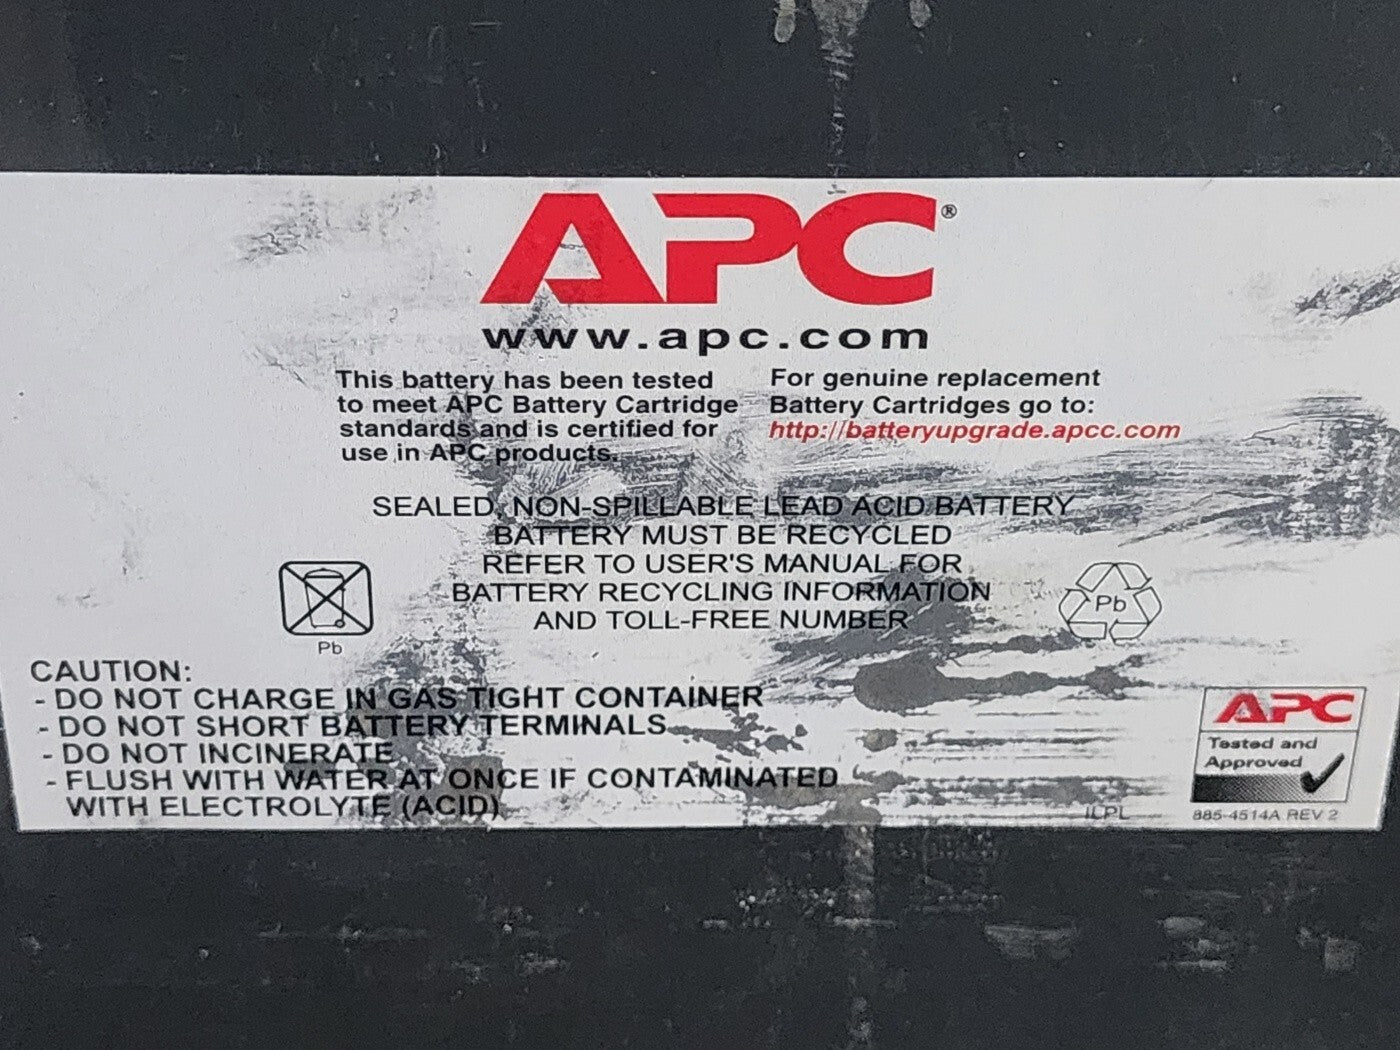 APC®
www.apc.com
This battery has been tested
to meet APC Battery Cartridge
standards and is certified for
use in APC products.
For genuine replacement
Battery Cartridges go to:
http://batteryupgrade.apcc.com
SEALED, NON-SPILLABLE LEAD ACID BATTERY
BATTERY MUST BE RECYCLED
REFER TO USER'S MANUAL FOR
BATTERY RECYCLING INFORMATION
AND TOLL-FREE NUMBER
Pb
Pb
CAUTION:
- DO NOT CHARGE IN GAS TIGHT CONTAINER
- DO NOT SHORT BATTERY TERMINALS
- DO NOT INCINERATE
- FLUSH WITH WATER AT ONCE IF CONTAMINATED
WITH ELECTROLYTE (ACID)
APC
Tested and
Approved
ILPL
885-4514A REV 2